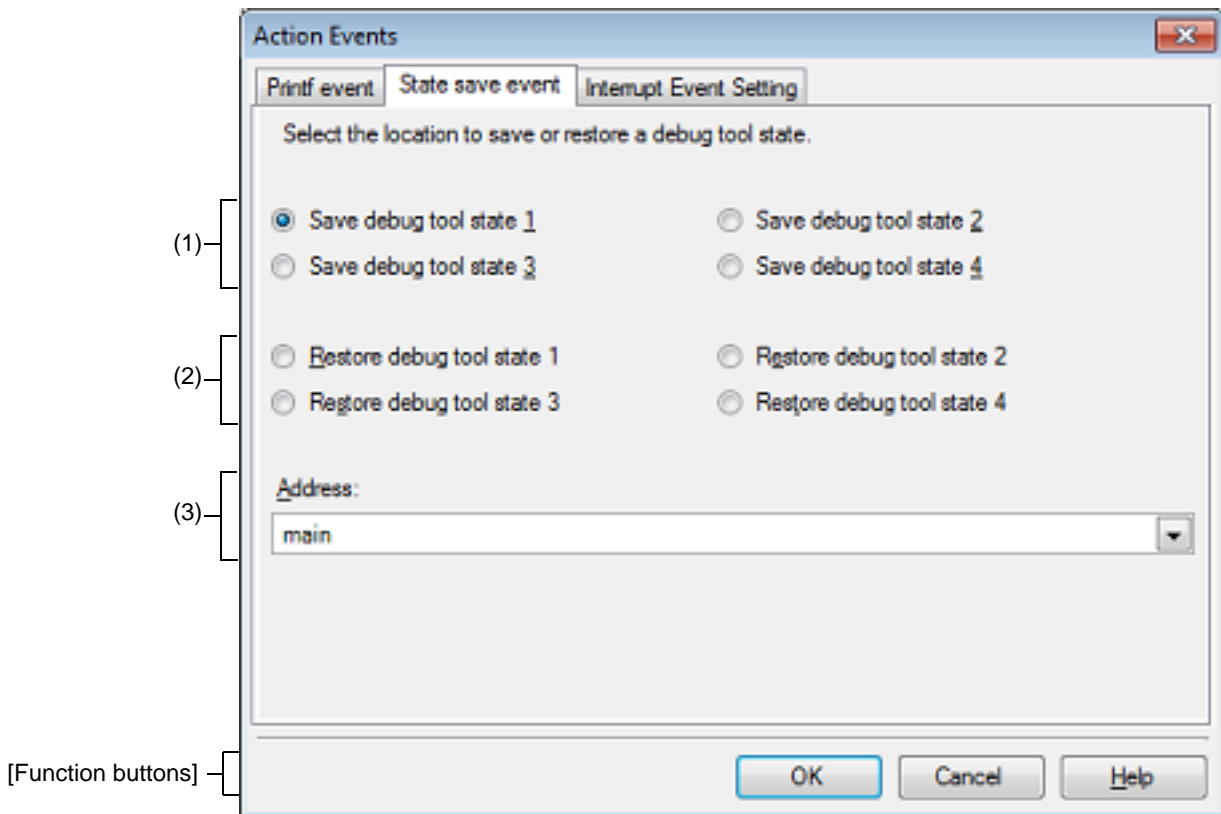 Action Events
Printf event State save event Interrupt Event Setting
Select the location to save or restore a debug tool state.
(1)
Save debug tool state 1 Save debug tool state 2
Save debug tool state 3 Save debug tool state 4
(2)
Restore debug tool state 1 Restore debug tool state 2
Restore debug tool state 3 Restore debug tool state 4
(3)
Address:
main
[Function buttons]
OK Cancel Help